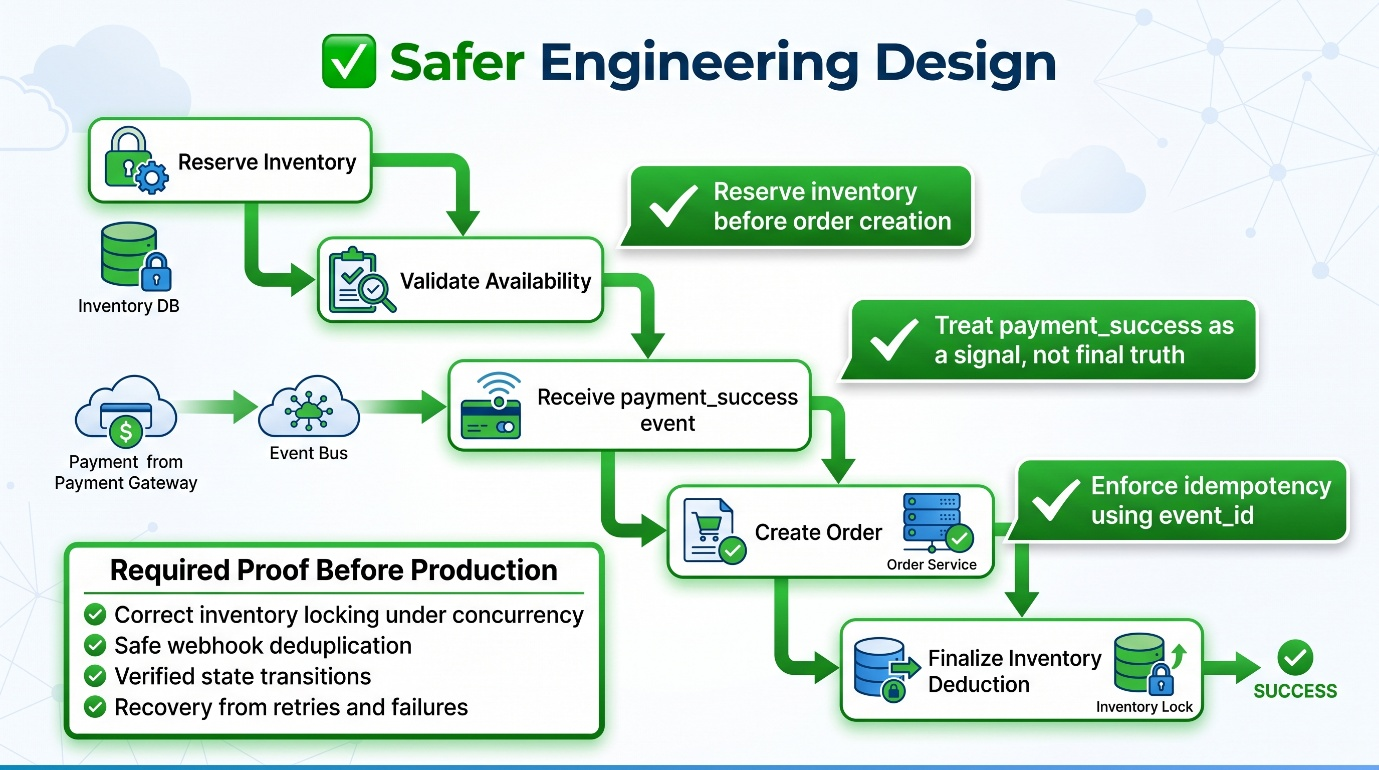 Safer Engineering Design
Reserve Inventory
Reserve inventory
before order creation
Inventory DB
Validate Availability
Treat payment_success as
a signal, not final truth
Payment from
Payment Gateway
Event Bus
Receive payment_success
event
Create Order
Order Service
Enforce idempotency
using event_id
Required Proof Before Production
Correct inventory locking under concurrency
Safe webhook deduplication
Verified state transitions
Recovery from retries and failures
Finalize Inventory
Deduction
Inventory Lock
SUCCESS
$